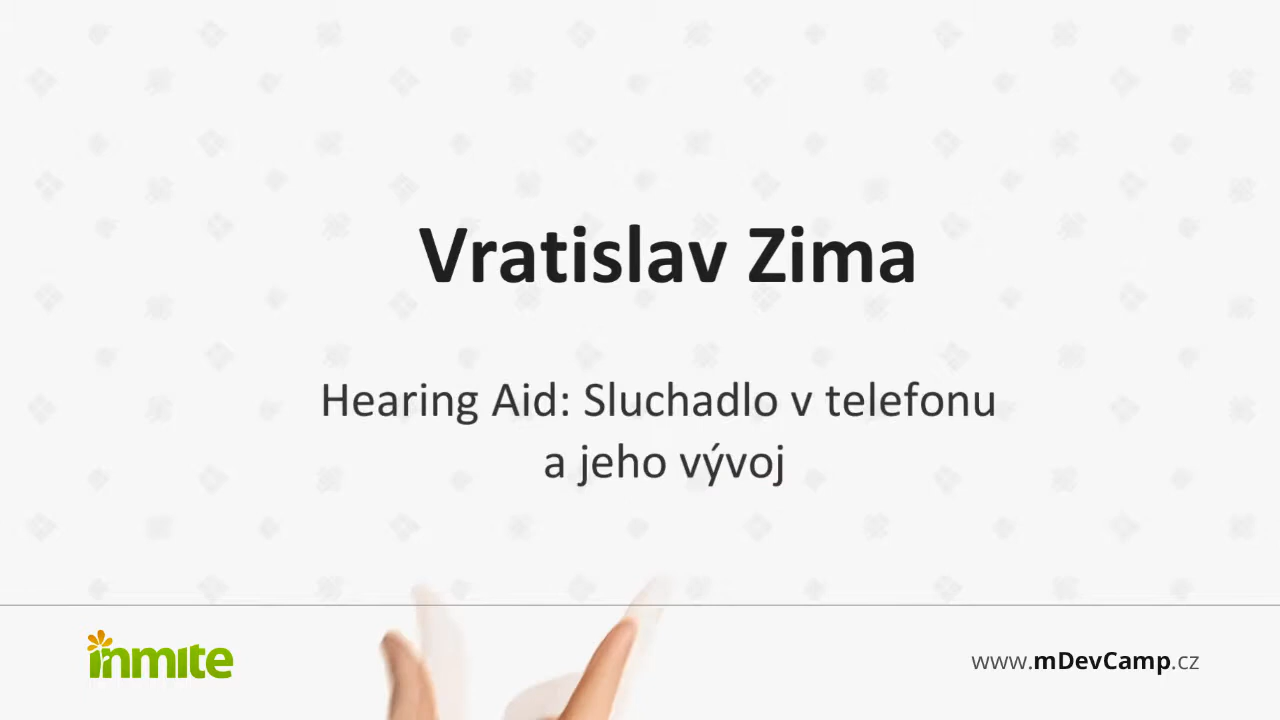 Vratislav Zima
Hearing Aid: Sluchadlo v telefonu
a jeho vývoj
inmite
www.mDevCamp.cz